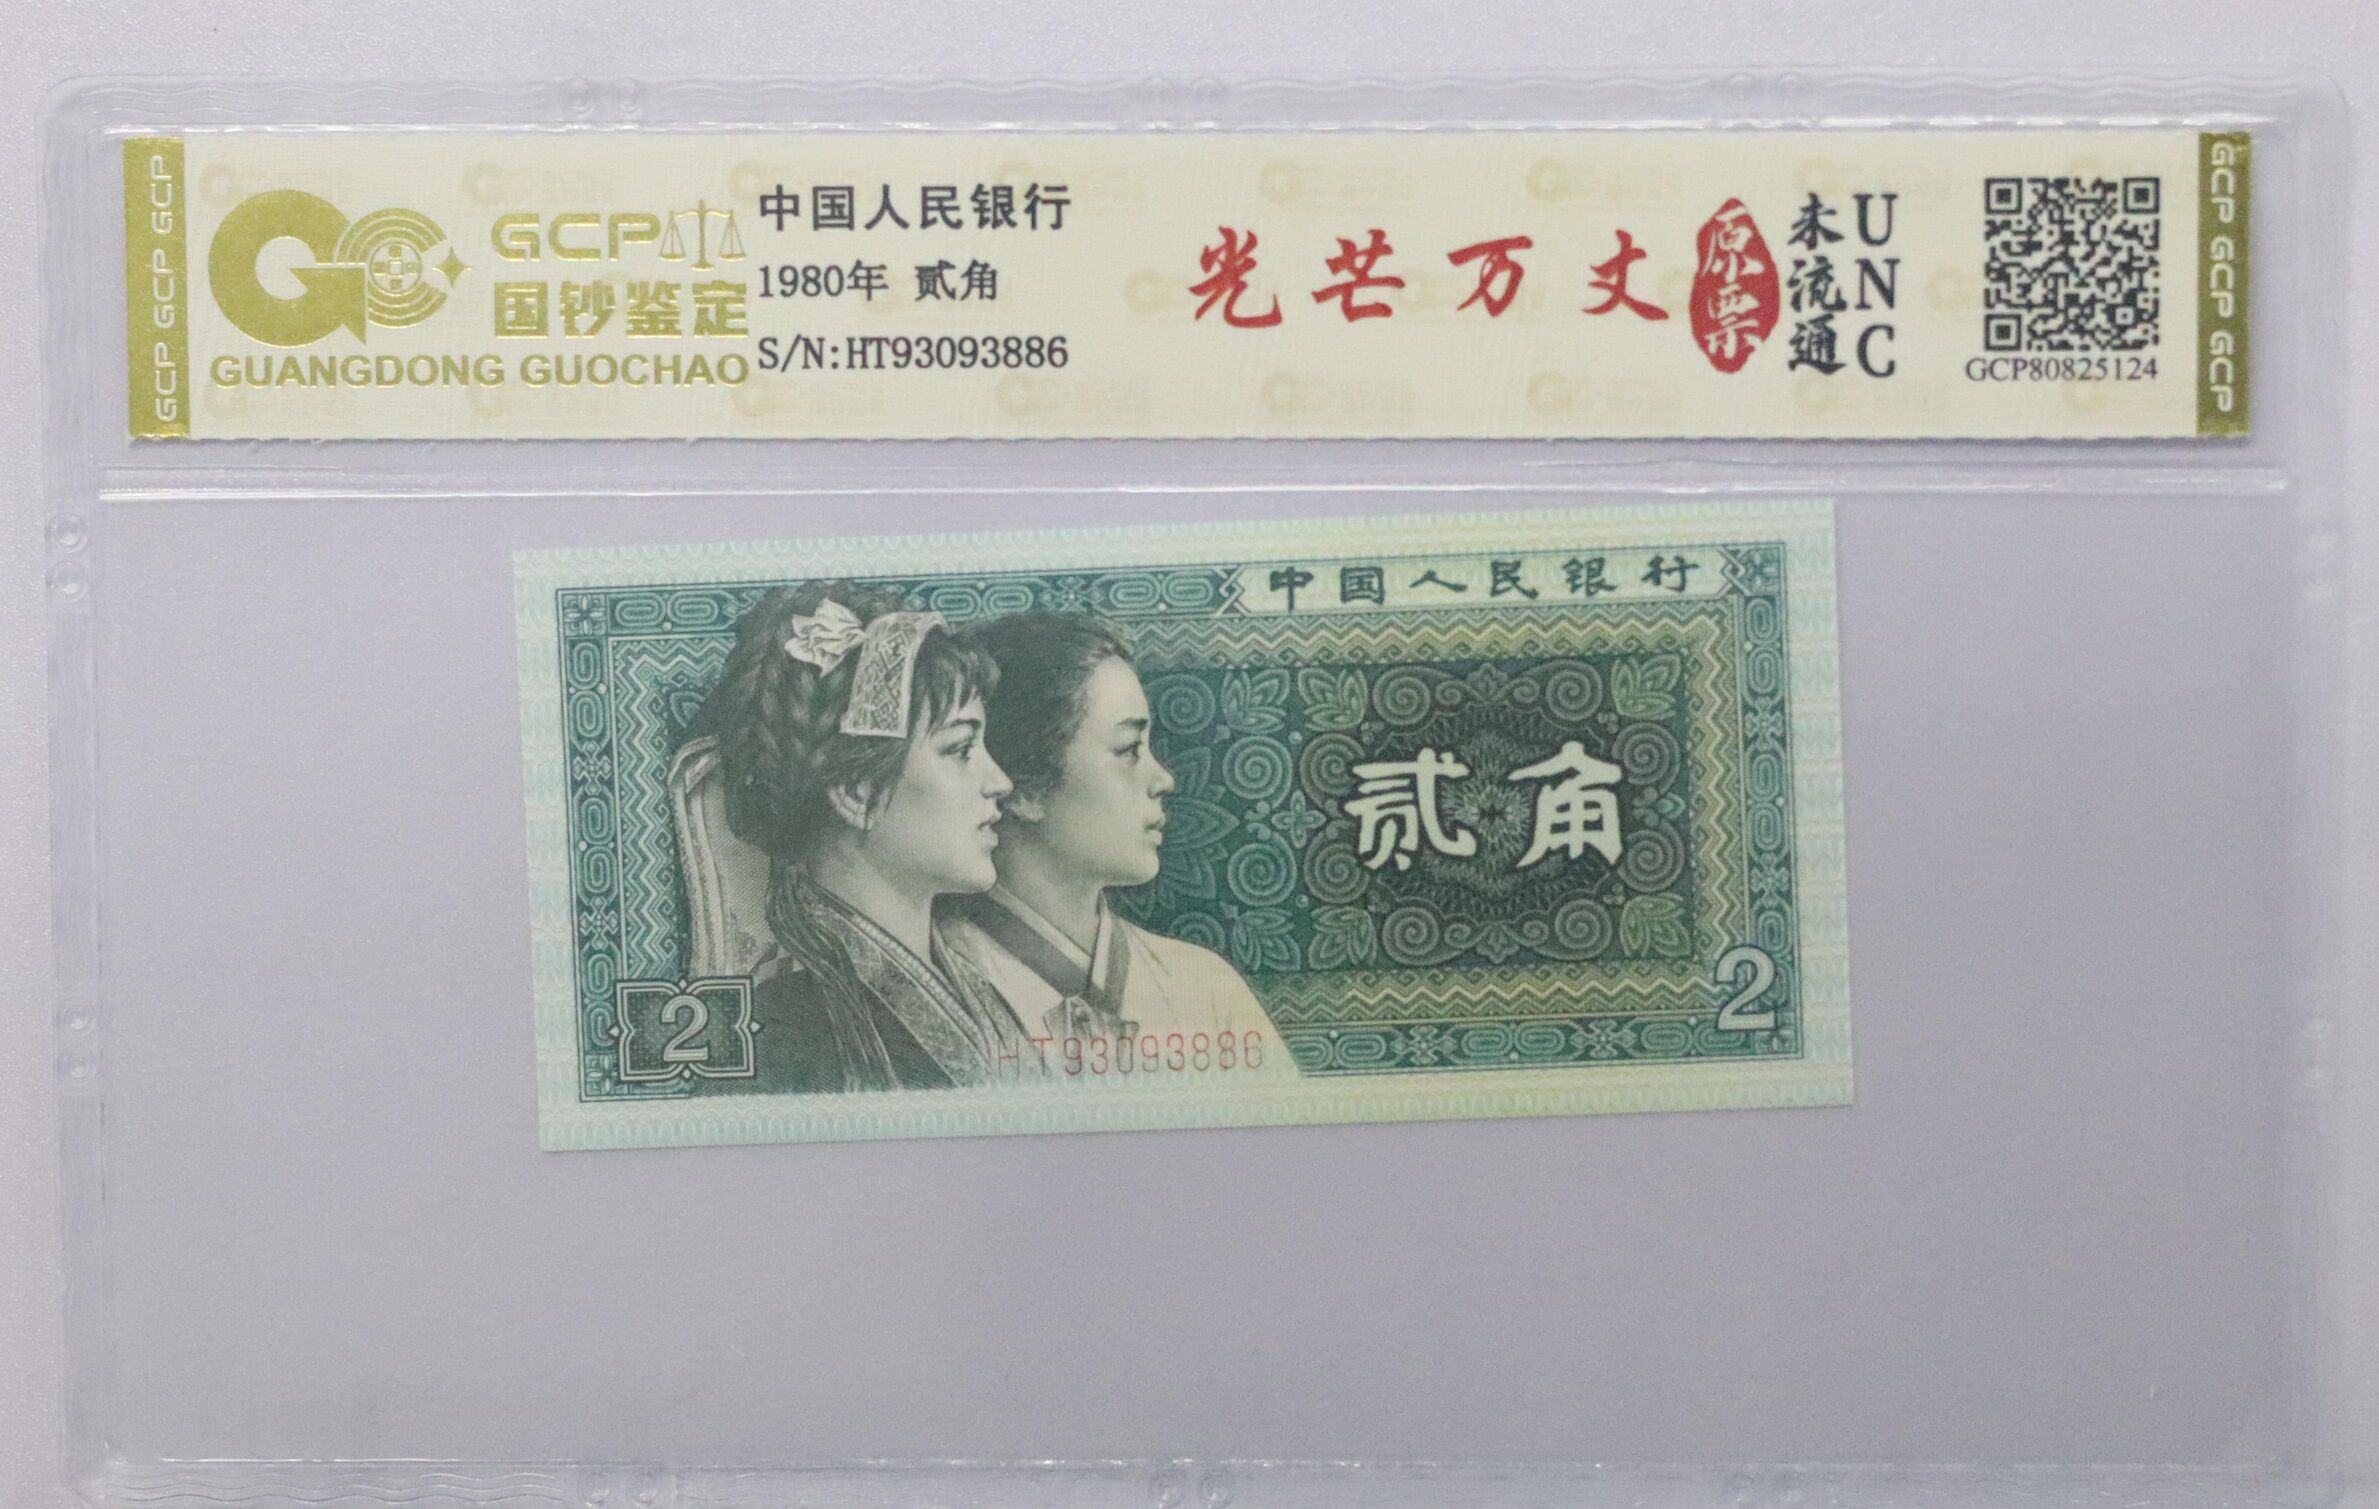 GCP GCP GCP
GCP
国钞鉴定
GUANGDONG GUOCHAO
中国人民银行
1980年 贰角
S/N:HT93093886
光芒万丈
原票
未流通
UNC
GCP80825124
GCP GCP GCP
中国人民银行
贰角
2
2
HT93093886